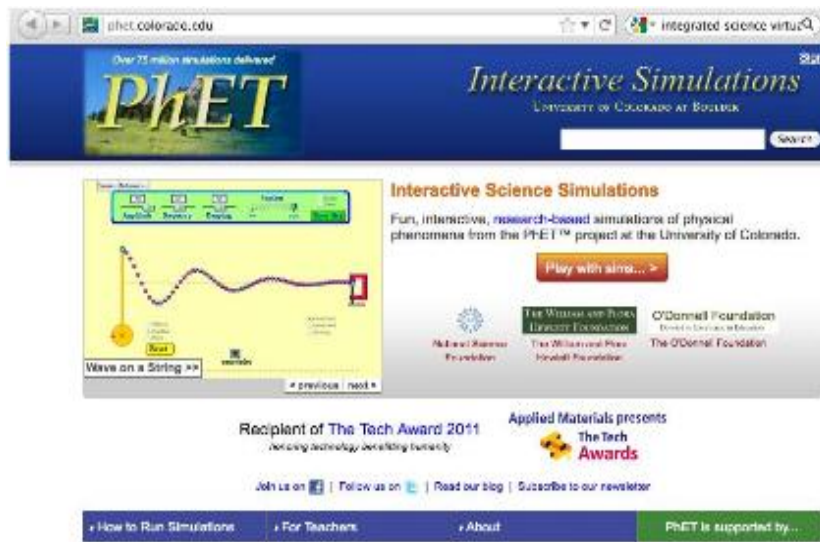 phet.colorado.edu
integrated science virtu
Over 75 million simulations delivered
PhET
Interactive Simulations
UNIVERSITY OF COLORADO AT BOULDER
Search
Interactive Science Simulations
Fun, interactive, research-based simulations of physical
phenomena from the PhET™ project at the University of Colorado.
Play with sims... >
Amplitude Frequency Damping
Wave on a String >>
< previous next >
National Science
Foundation
THE WILLIAM AND FLORA
HEWLETT FOUNDATION
The William and Flora
Hewlett Foundation
O'Donnell Foundation
The O'Donnell Foundation
Recipient of The Tech Award 2011
honoring technology benefiting humanity
Applied Materials presents
The Tech
Awards
Join us on | Follow us on | Read our blog | Subscribe to our newsletter
How to Run Simulations
For Teachers
About
PhET is supported by...